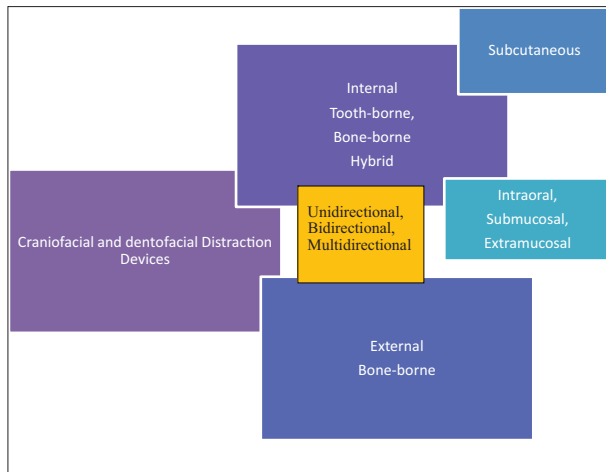 Subcutaneous
Internal
Tooth-borne,
Bone-borne
Hybrid
Intraoral,
Submucosal,
Extramucosal
Unidirectional,
Bidirectional,
Multidirectional
Craniofacial and dentofacial Distraction
Devices
External
Bone-borne